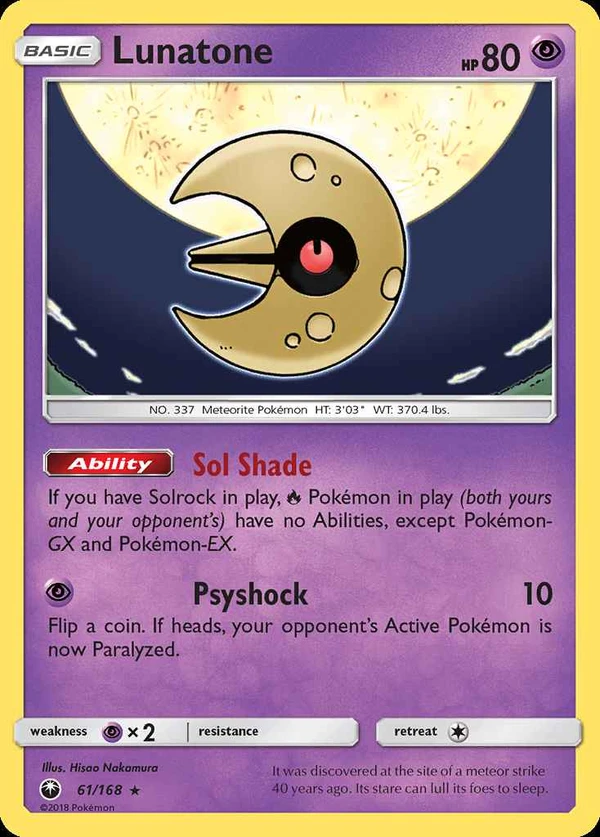 BASIC Lunatone HP 80
NO. 337 Meteorite Pokémon HT: 3'03" WT: 370.4 lbs.
Ability Sol Shade
If you have Solrock in play, Pokémon in play (both yours
and your opponent's) have no Abilities, except Pokémon-
GX and Pokémon-EX.
Psyshock 10
Flip a coin. If heads, your opponent's Active Pokémon is
now Paralyzed.
weakness ×2 resistance retreat
Illus. Hisao Nakamura
61/168 ★
©2018 Pokémon
It was discovered at the site of a meteor strike
40 years ago. Its stare can lull its foes to sleep.